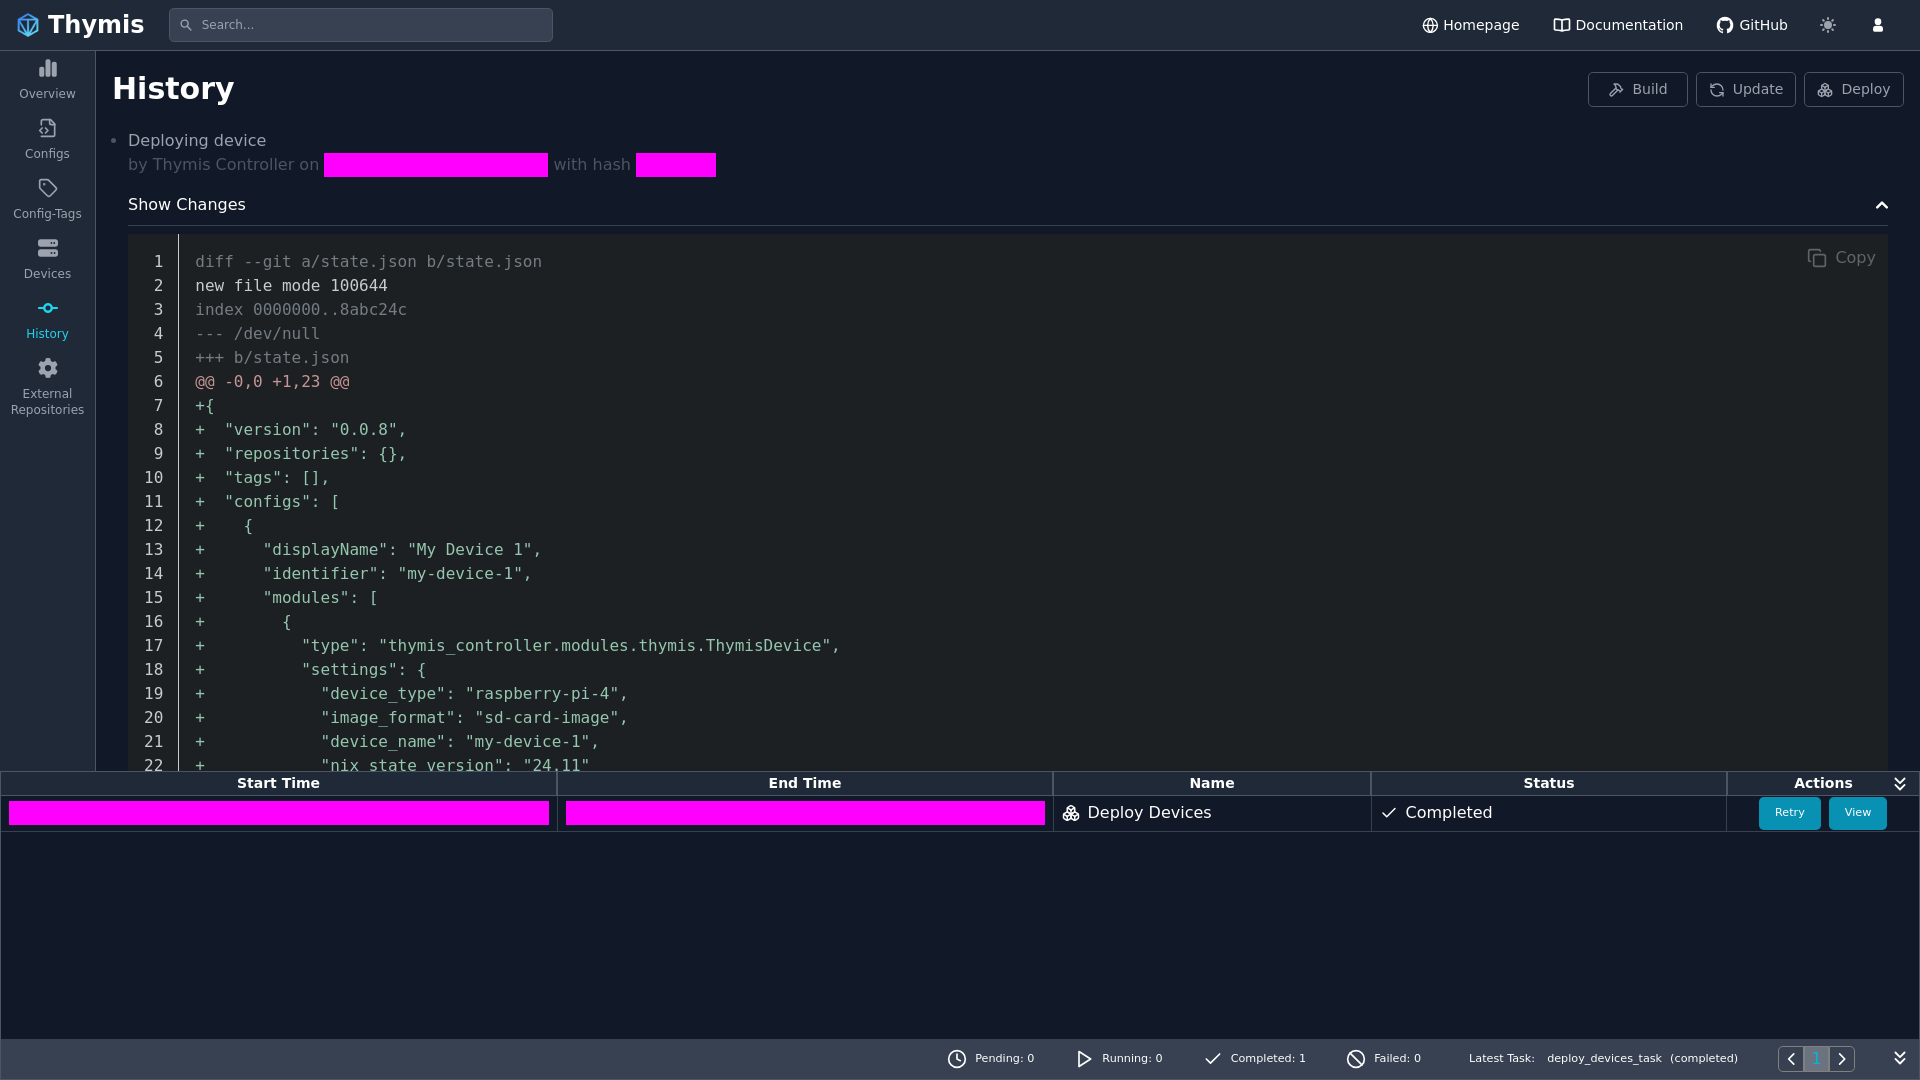 Thymis
Search...
Homepage
Documentation
GitHub
Overview
Configs
Config-Tags
Devices
History
External
Repositories
History
Build
Update
Deploy
Deploying device
by Thymis Controller on
with hash
Show Changes
Copy
1 diff --git a/state.json b/state.json
2 new file mode 100644
3 index 0000000..8abc24c
4 --- /dev/null
5 +++ b/state.json
6 @@ -0,0 +1,23 @@
7 +{
8 +  "version": "0.0.8",
9 +  "repositories": {},
10 +  "tags": [],
11 +  "configs": [
12 +    {
13 +      "displayName": "My Device 1",
14 +      "identifier": "my-device-1",
15 +      "modules": [
16 +        {
17 +          "type": "thymis_controller.modules.thymis.ThymisDevice",
18 +          "settings": {
19 +            "device_type": "raspberry-pi-4",
20 +            "image_format": "sd-card-image",
21 +            "device_name": "my-device-1",
22 +            "nix_state_version": "24.11"
Start Time End Time Name Status Actions
Deploy Devices Completed Retry View
Pending: 0 Running: 0 Completed: 1 Failed: 0 Latest Task: deploy_devices_task (completed) 1